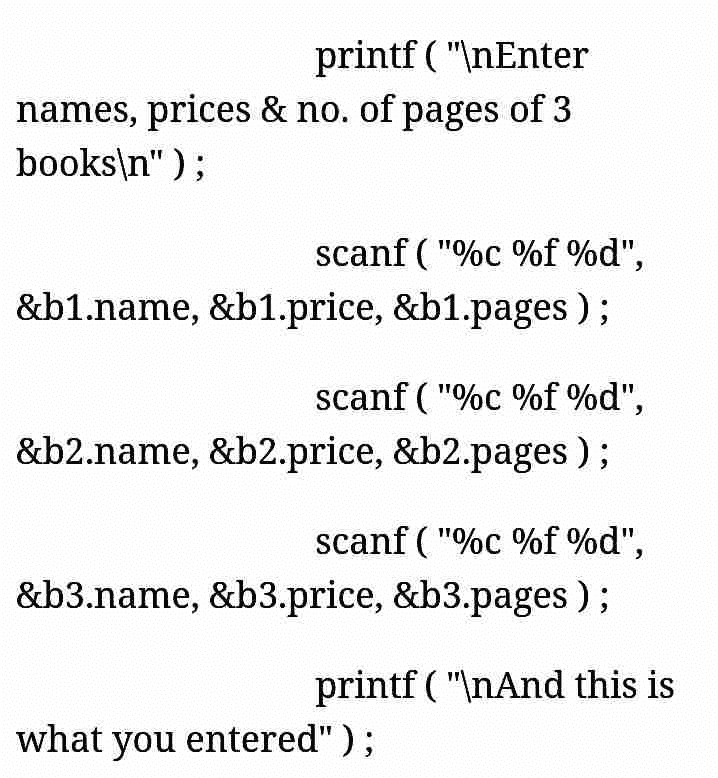 printf ( "\nEnter
names, prices & no. of pages of 3
books\n" ) ;
scanf ( "%c %f %d",
&b1.name, &b1.price, &b1.pages ) ;
scanf ( "%c %f %d",
&b2.name, &b2.price, &b2.pages ) ;
scanf ( "%c %f %d",
&b3.name, &b3.price, &b3.pages ) ;
printf ( "\nAnd this is
what you entered" ) ;